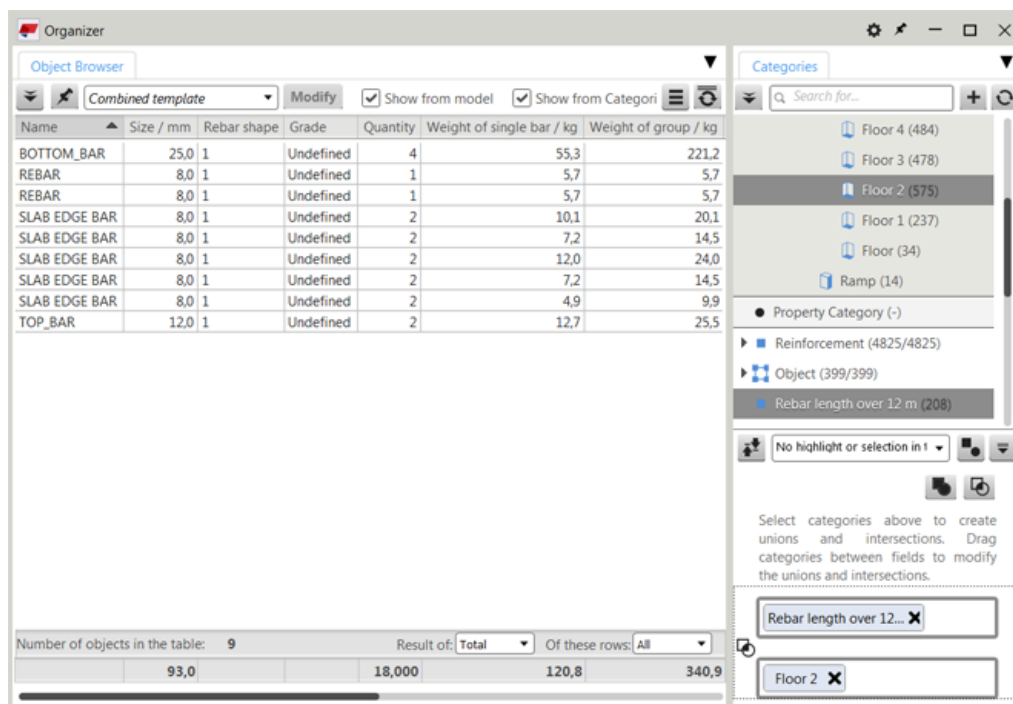 Organizer
Object Browser
Combined template Modify Show from model Show from Categori
Name Size / mm Rebar shape Grade Quantity Weight of single bar / kg Weight of group / kg
BOTTOM_BAR 25,0 1 Undefined 4 55,3 221,2
REBAR 8,0 1 Undefined 1 5,7 5,7
REBAR 8,0 1 Undefined 1 5,7 5,7
SLAB EDGE BAR 8,0 1 Undefined 2 10,1 20,1
SLAB EDGE BAR 8,0 1 Undefined 2 7,2 14,5
SLAB EDGE BAR 8,0 1 Undefined 2 12,0 24,0
SLAB EDGE BAR 8,0 1 Undefined 2 7,2 14,5
SLAB EDGE BAR 8,0 1 Undefined 2 4,9 9,9
TOP_BAR 12,0 1 Undefined 2 12,7 25,5
Number of objects in the table: 9 Result of: Total Of these rows: All
93,0 18,000 120,8 340,9
Categories
Search for...
Floor 4 (484)
Floor 3 (478)
Floor 2 (575)
Floor 1 (237)
Floor (34)
Ramp (14)
Property Category (-)
Reinforcement (4825/4825)
Object (399/399)
Rebar length over 12 m (208)
No highlight or selection in t
Select categories above to create
unions and intersections. Drag
categories between fields to modify
the unions and intersections.
Rebar length over 12...
Floor 2